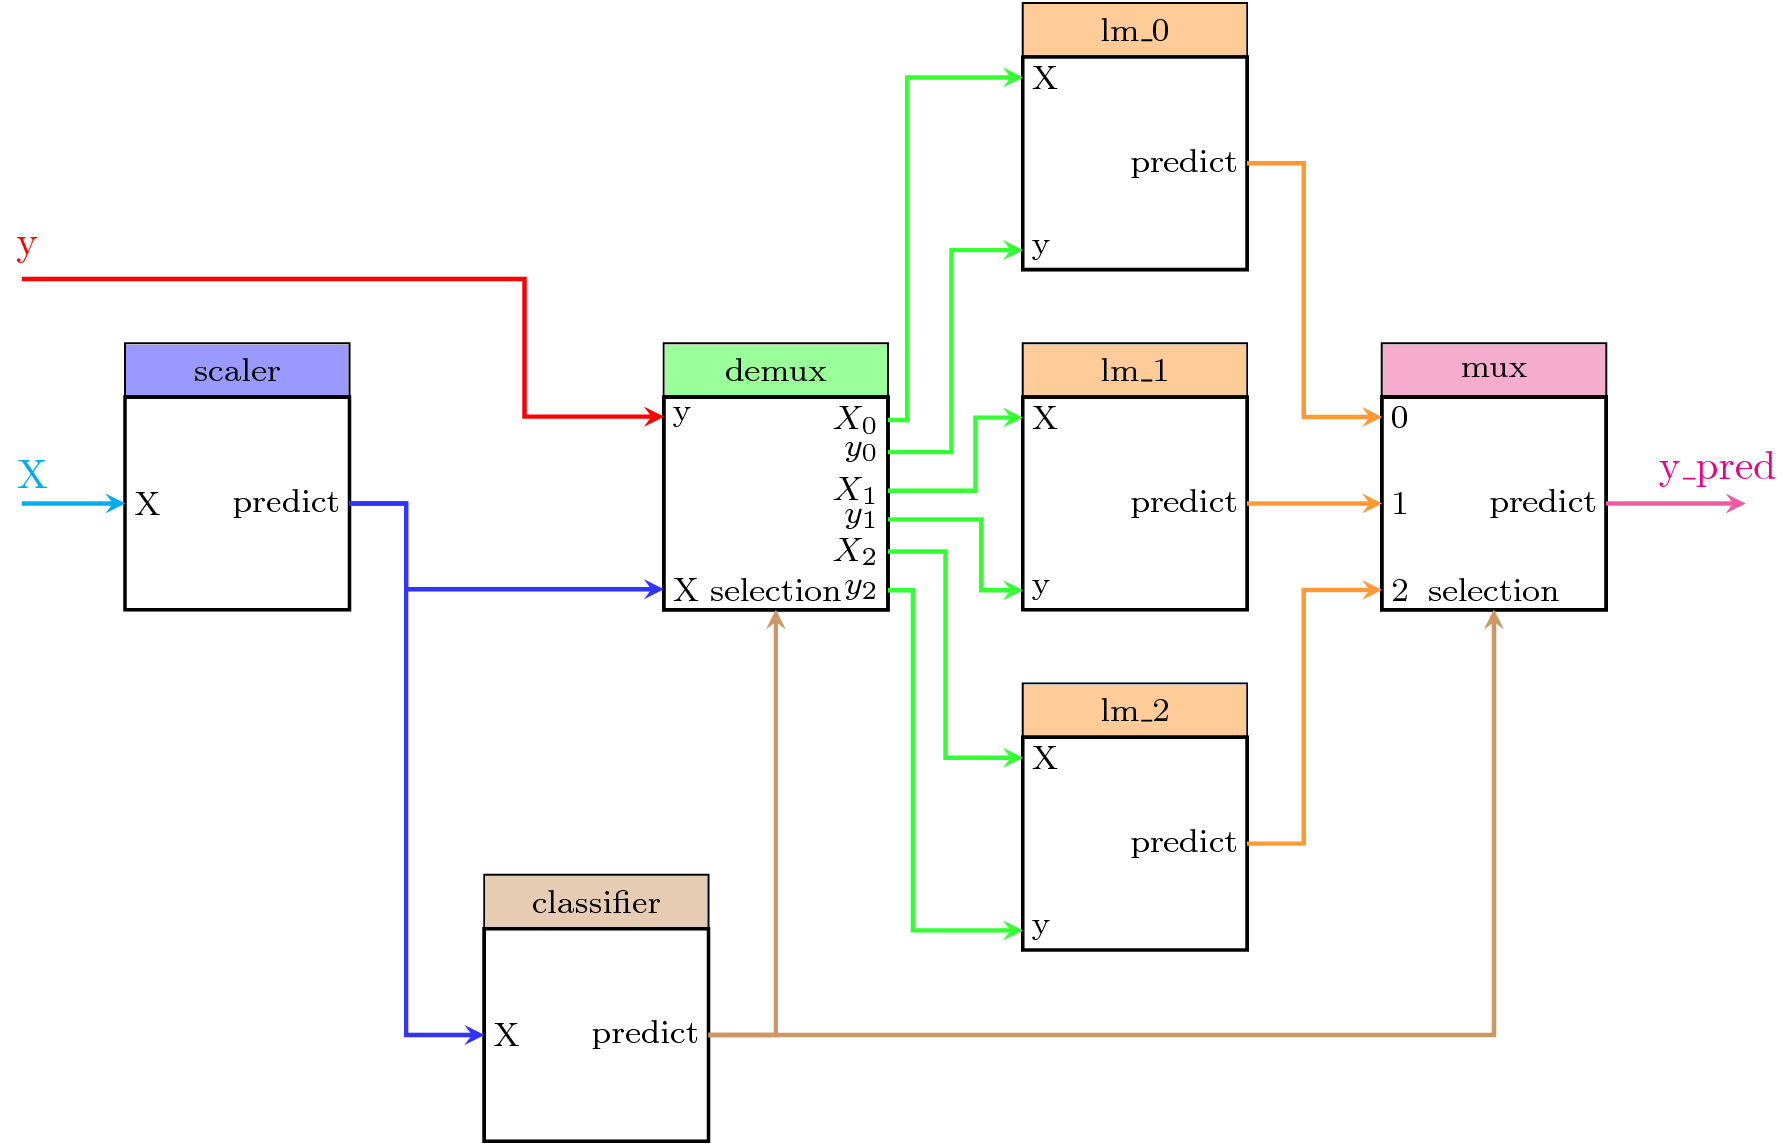 lm_0
X
predict
y
y
scaler
X
X
predict
demux
y
X selection
X₀
y₀
X₁
y₁
X₂
y₂
lm_1
X
predict
y
mux
0
1
predict
2 selection
y_pred
lm_2
X
predict
y
classifier
X
predict